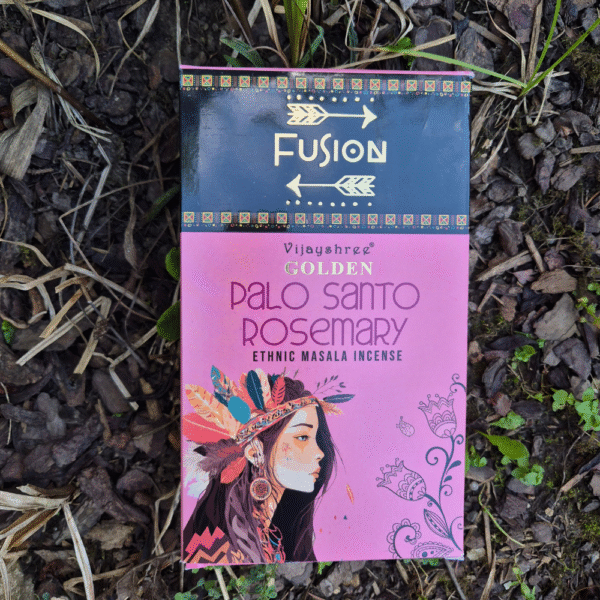 FUSION
Vijayshree®
GOLDEN
PALO SANTO
ROSEMARY
ETHNIC MASALA INCENSE